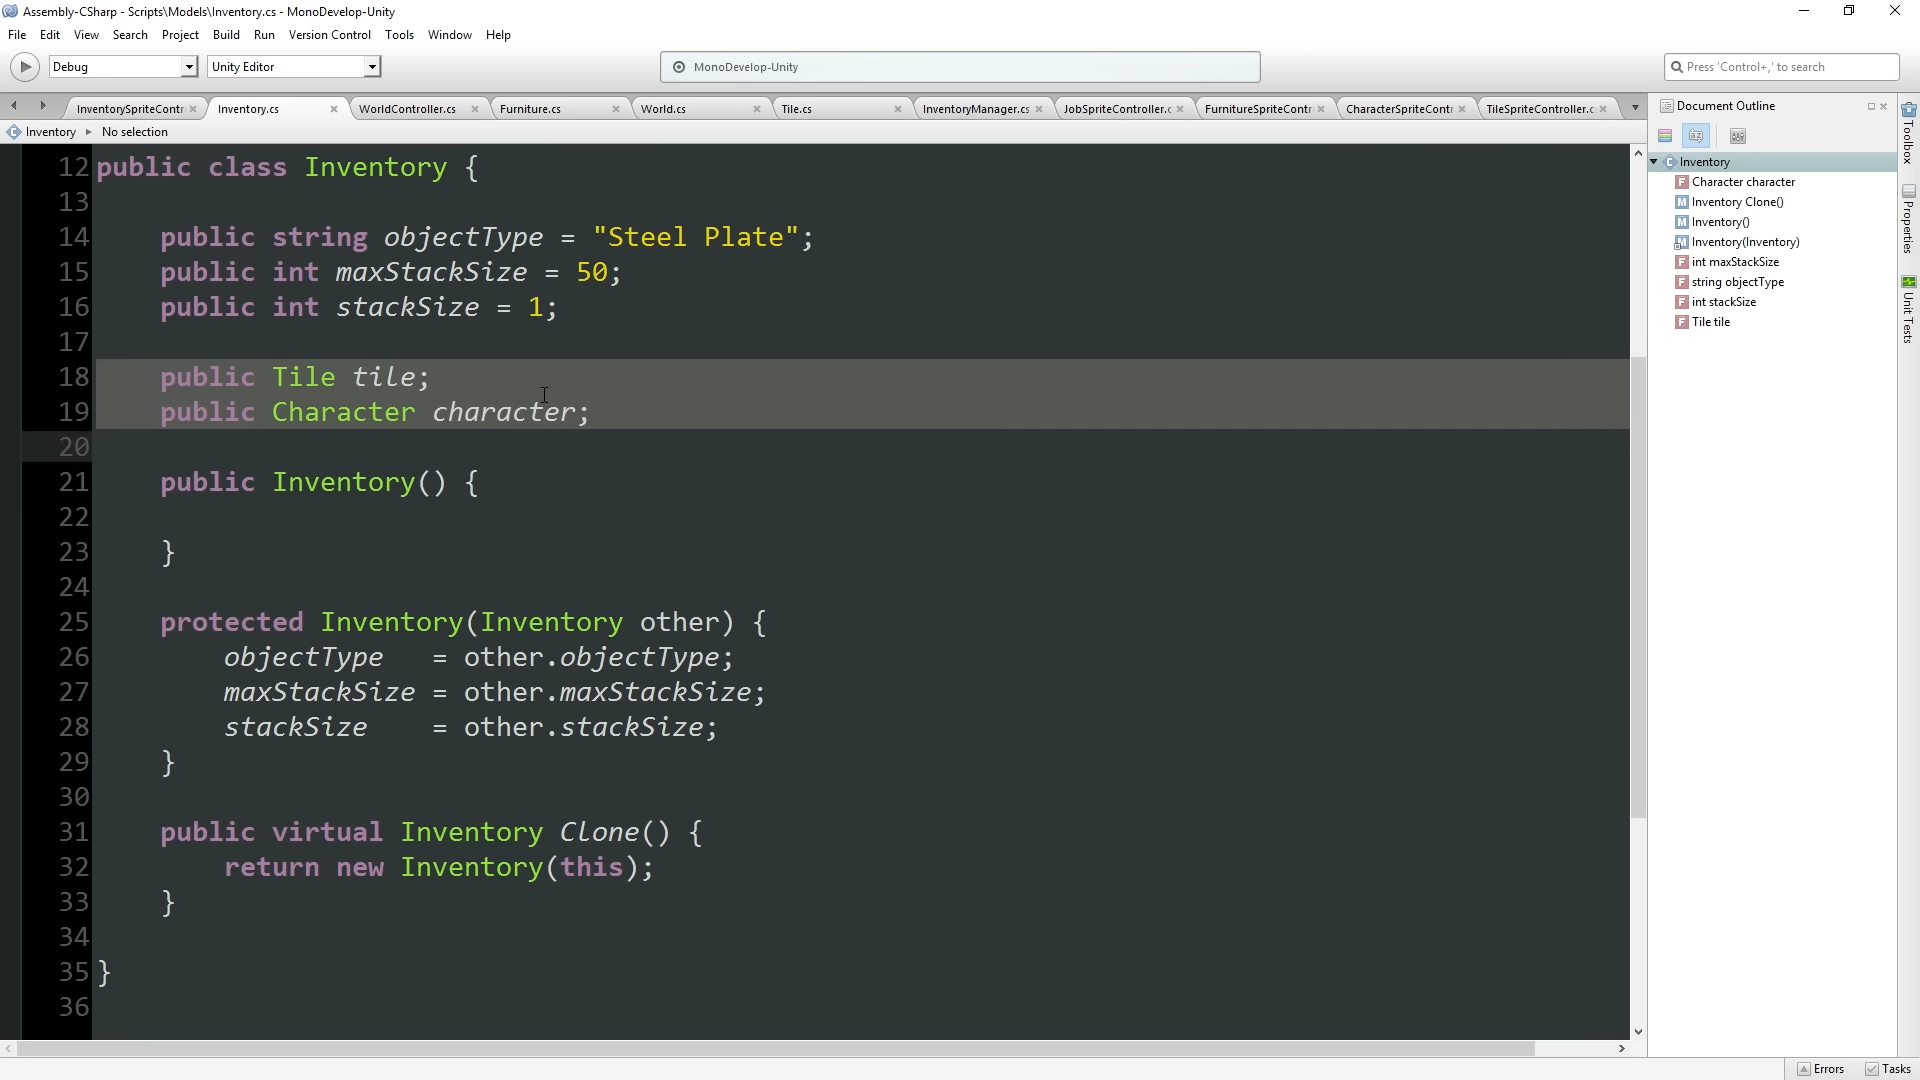 Assembly-CSharp - Scripts\Models\Inventory.cs - MonoDevelop-Unity
File Edit View Search Project Build Run Version Control Tools Window Help
Debug Unity Editor MonoDevelop-Unity Press 'Control+,' to search
InventorySpriteContr Inventory.cs WorldController.cs Furniture.cs World.cs Tile.cs InventoryManager.cs JobSpriteController.c FurnitureSpriteContr CharacterSpriteContr TileSpriteController.c
Document Outline
Inventory No selection
12 public class Inventory {
13
14 public string objectType = "Steel Plate";
15 public int maxStackSize = 50;
16 public int stackSize = 1;
17
18 public Tile tile;
19 public Character character;
20
21 public Inventory() {
22
23 }
24
25 protected Inventory(Inventory other) {
26 objectType = other.objectType;
27 maxStackSize = other.maxStackSize;
28 stackSize = other.stackSize;
29 }
30
31 public virtual Inventory Clone() {
32 return new Inventory(this);
33 }
34
35 }
36
Inventory
Character character
Inventory Clone()
Inventory()
Inventory(Inventory)
int maxStackSize
string objectType
int stackSize
Tile tile
Toolbox
Properties
Unit Tests
Errors Tasks